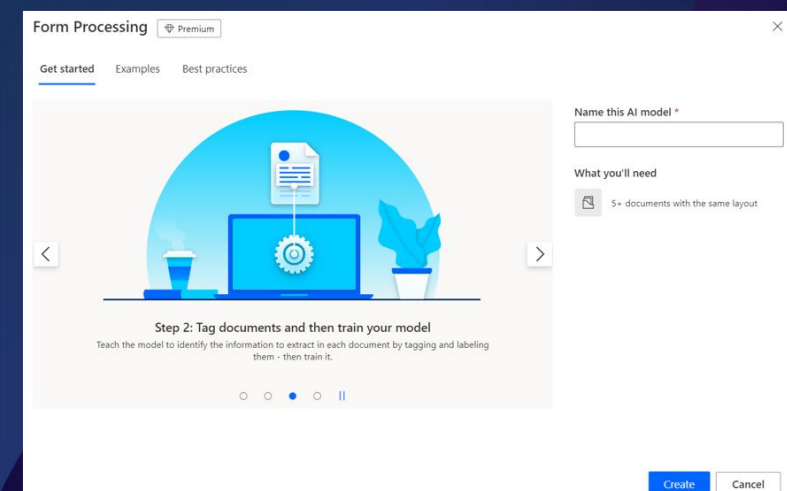 Form Processing Premium
Get started Examples Best practices
Name this AI model *
What you'll need
5+ documents with the same layout
Step 2: Tag documents and then train your model
Teach the model to identify the information to extract in each document by tagging and labeling
them - then train it.
Create Cancel